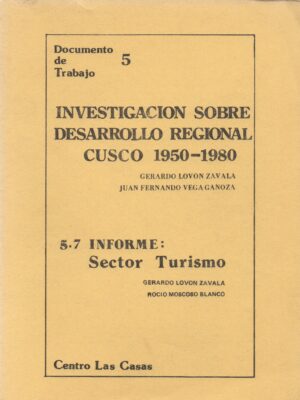 Documento
de 5
Trabajo
INVESTIGACION SOBRE
DESARROLLO REGIONAL
CUSCO 1950-1980
GERARDO LOVON ZAVALA
JUAN FERNANDO VEGA GANOZA
5.7 INFORME:
Sector Turismo
GERARDO LOVON ZAVALA
ROCIO MOSCOSO BLANCO
Centro Las Casas